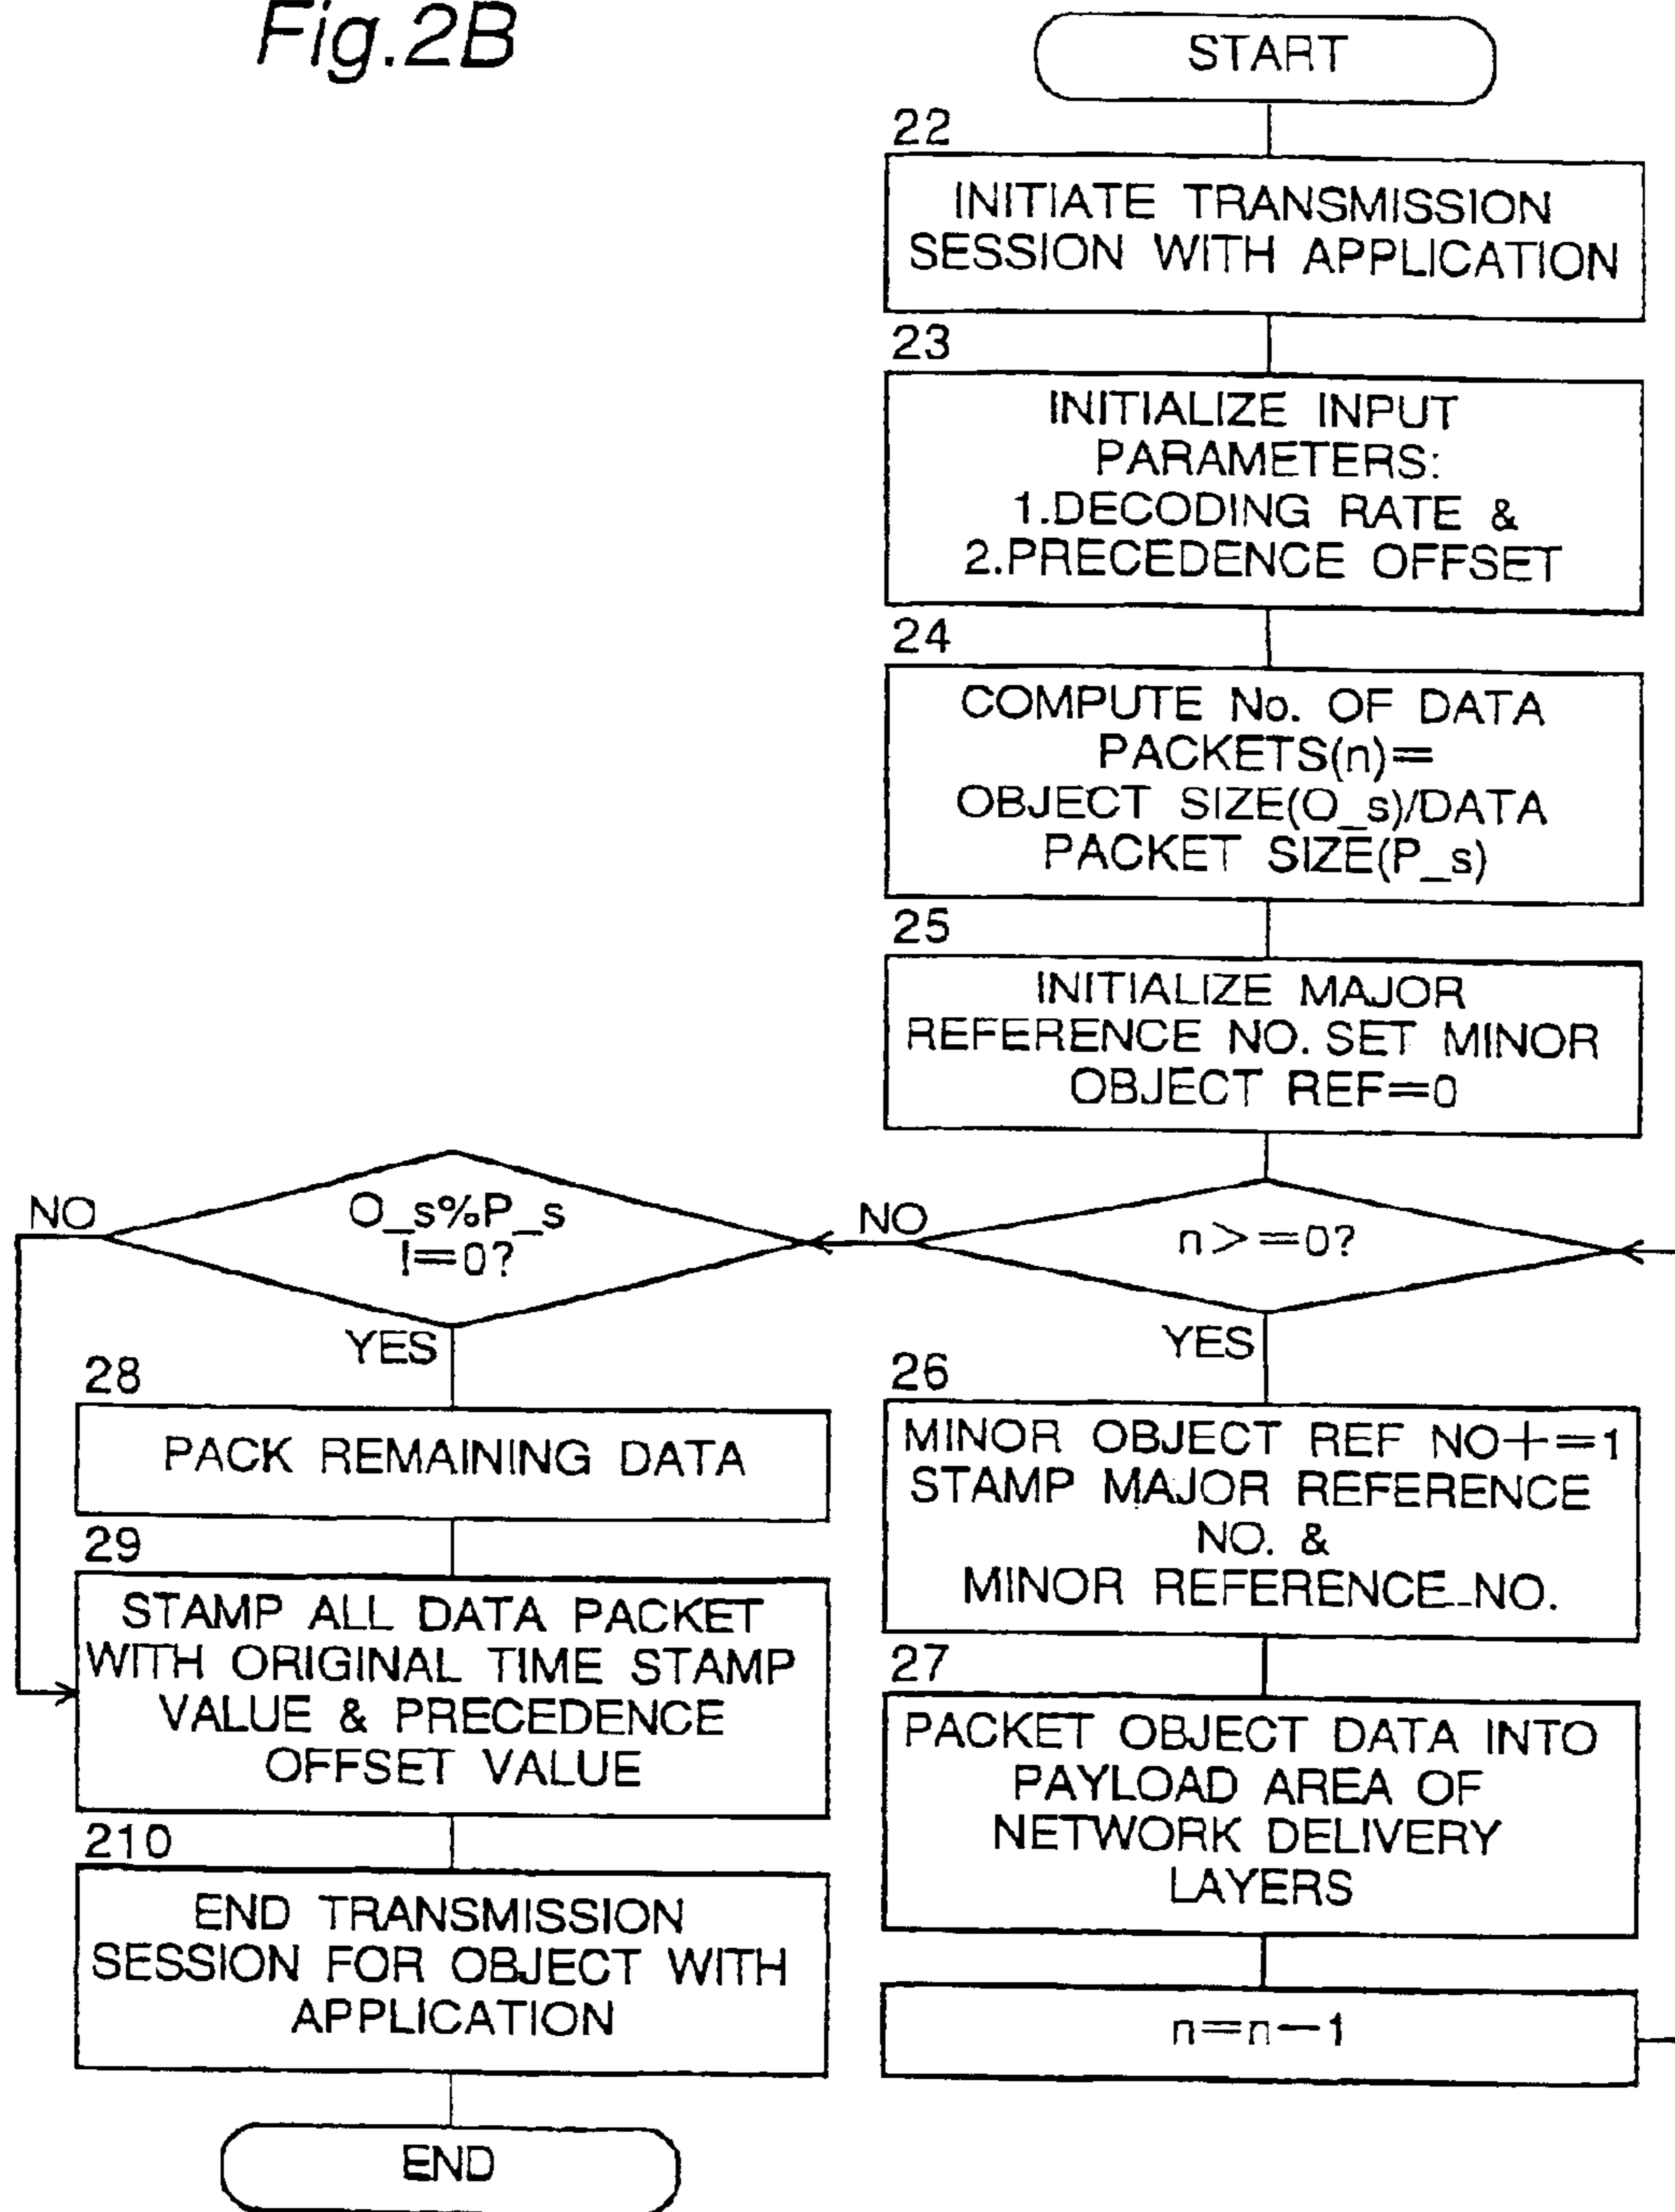 Fig.2B
START
22
INITIATE TRANSMISSION
SESSION WITH APPLICATION
23
INITIALIZE INPUT
PARAMETERS:
1.DECODING RATE &
2.PRECEDENCE OFFSET
24
COMPUTE No. OF DATA
PACKETS(n)=
OBJECT SIZE(O_s)/DATA
PACKET SIZE(P_s)
25
INITIALIZE MAJOR
REFERENCE NO. SET MINOR
OBJECT REF=0
n>=0?
NO
YES
26
MINOR OBJECT REF NO+=1
STAMP MAJOR REFERENCE
NO. &
MINOR REFERENCE NO.
27
PACKET OBJECT DATA INTO
PAYLOAD AREA OF
NETWORK DELIVERY
LAYERS
n=n-1
O_s%P_s
!=0?
NO
YES
28
PACK REMAINING DATA
29
STAMP ALL DATA PACKET
WITH ORIGINAL TIME STAMP
VALUE & PRECEDENCE
OFFSET VALUE
210
END TRANSMISSION
SESSION FOR OBJECT WITH
APPLICATION
END